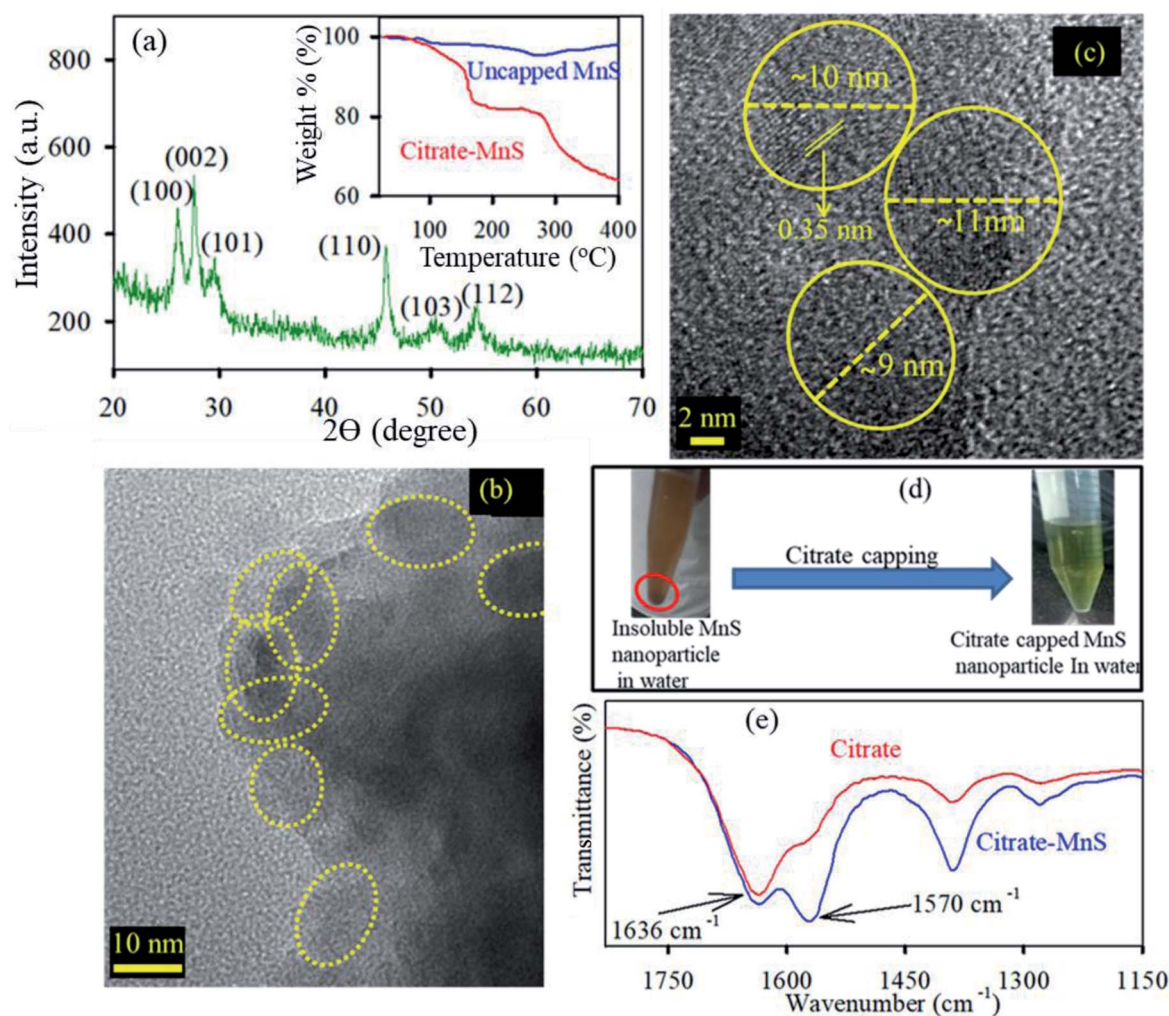 (a)
800
600
400
200
Intensity (a.u.)
(100)
(002)
(101)
(110)
(103)
(112)
20
30
40
50
60
70
2Θ (degree)
100
80
60
Weight % (%)
Uncapped MnS
Citrate-MnS
100
200
300
400
Temperature (°C)
(c)
~10 nm
0.35 nm
~11nm
~9 nm
2 nm
(b)
10 nm
(d)
Citrate capping
Insoluble MnS
nanoparticle
in water
Citrate capped MnS
nanoparticle In water
(e)
Transmittance (%)
Citrate
Citrate-MnS
1636 cm⁻¹
1570 cm⁻¹
1750
1600
1450
1300
1150
Wavenumber (cm⁻¹)